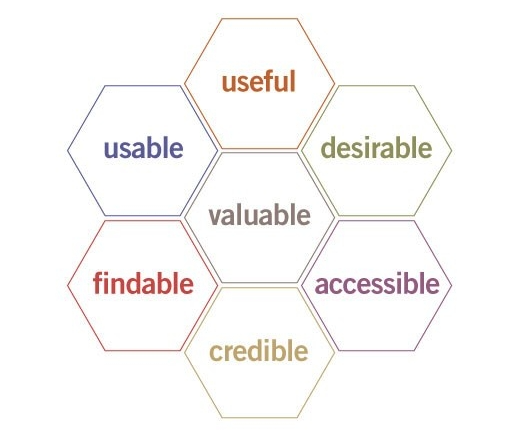 useful
usable
desirable
valuable
findable
accessible
credible